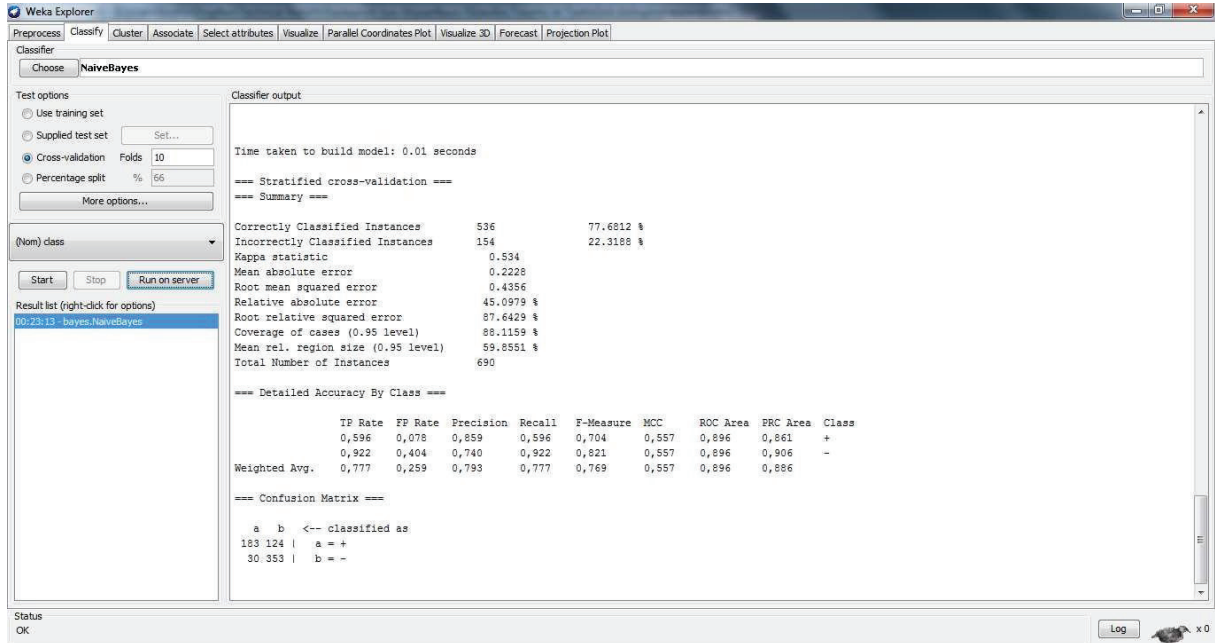 Weka Explorer
Preprocess Classify Cluster Associate Select attributes Visualize Parallel Coordinates Plot Visualize 3D Forecast Projection Plot
Classifier
Choose NaiveBayes
Test options
Use training set
Supplied test set Set...
Cross-validation Folds 10
Percentage split % 66
More options...
(Nom) class
Start Stop Run on server
Result list (right-click for options)
00:23:13 - bayes.NaiveBayes
Classifier output
Time taken to build model: 0.01 seconds
=== Stratified cross-validation ===
=== Summary ===
Correctly Classified Instances 536 77.6812 %
Incorrectly Classified Instances 154 22.3188 %
Kappa statistic 0.534
Mean absolute error 0.2228
Root mean squared error 0.4356
Relative absolute error 45.0979 %
Root relative squared error 87.6429 %
Coverage of cases (0.95 level) 88.1159 %
Mean rel. region size (0.95 level) 59.8551 %
Total Number of Instances 690
=== Detailed Accuracy By Class ===
TP Rate FP Rate Precision Recall F-Measure MCC ROC Area PRC Area Class
0,596 0,078 0,859 0,596 0,704 0,557 0,896 0,861 +
0,922 0,404 0,740 0,922 0,821 0,557 0,896 0,906 -
Weighted Avg. 0,777 0,259 0,793 0,777 0,769 0,557 0,896 0,886
=== Confusion Matrix ===
a b <-- classified as
183 124 | a = +
30 353 | b = -
Status
OK
Log x 0